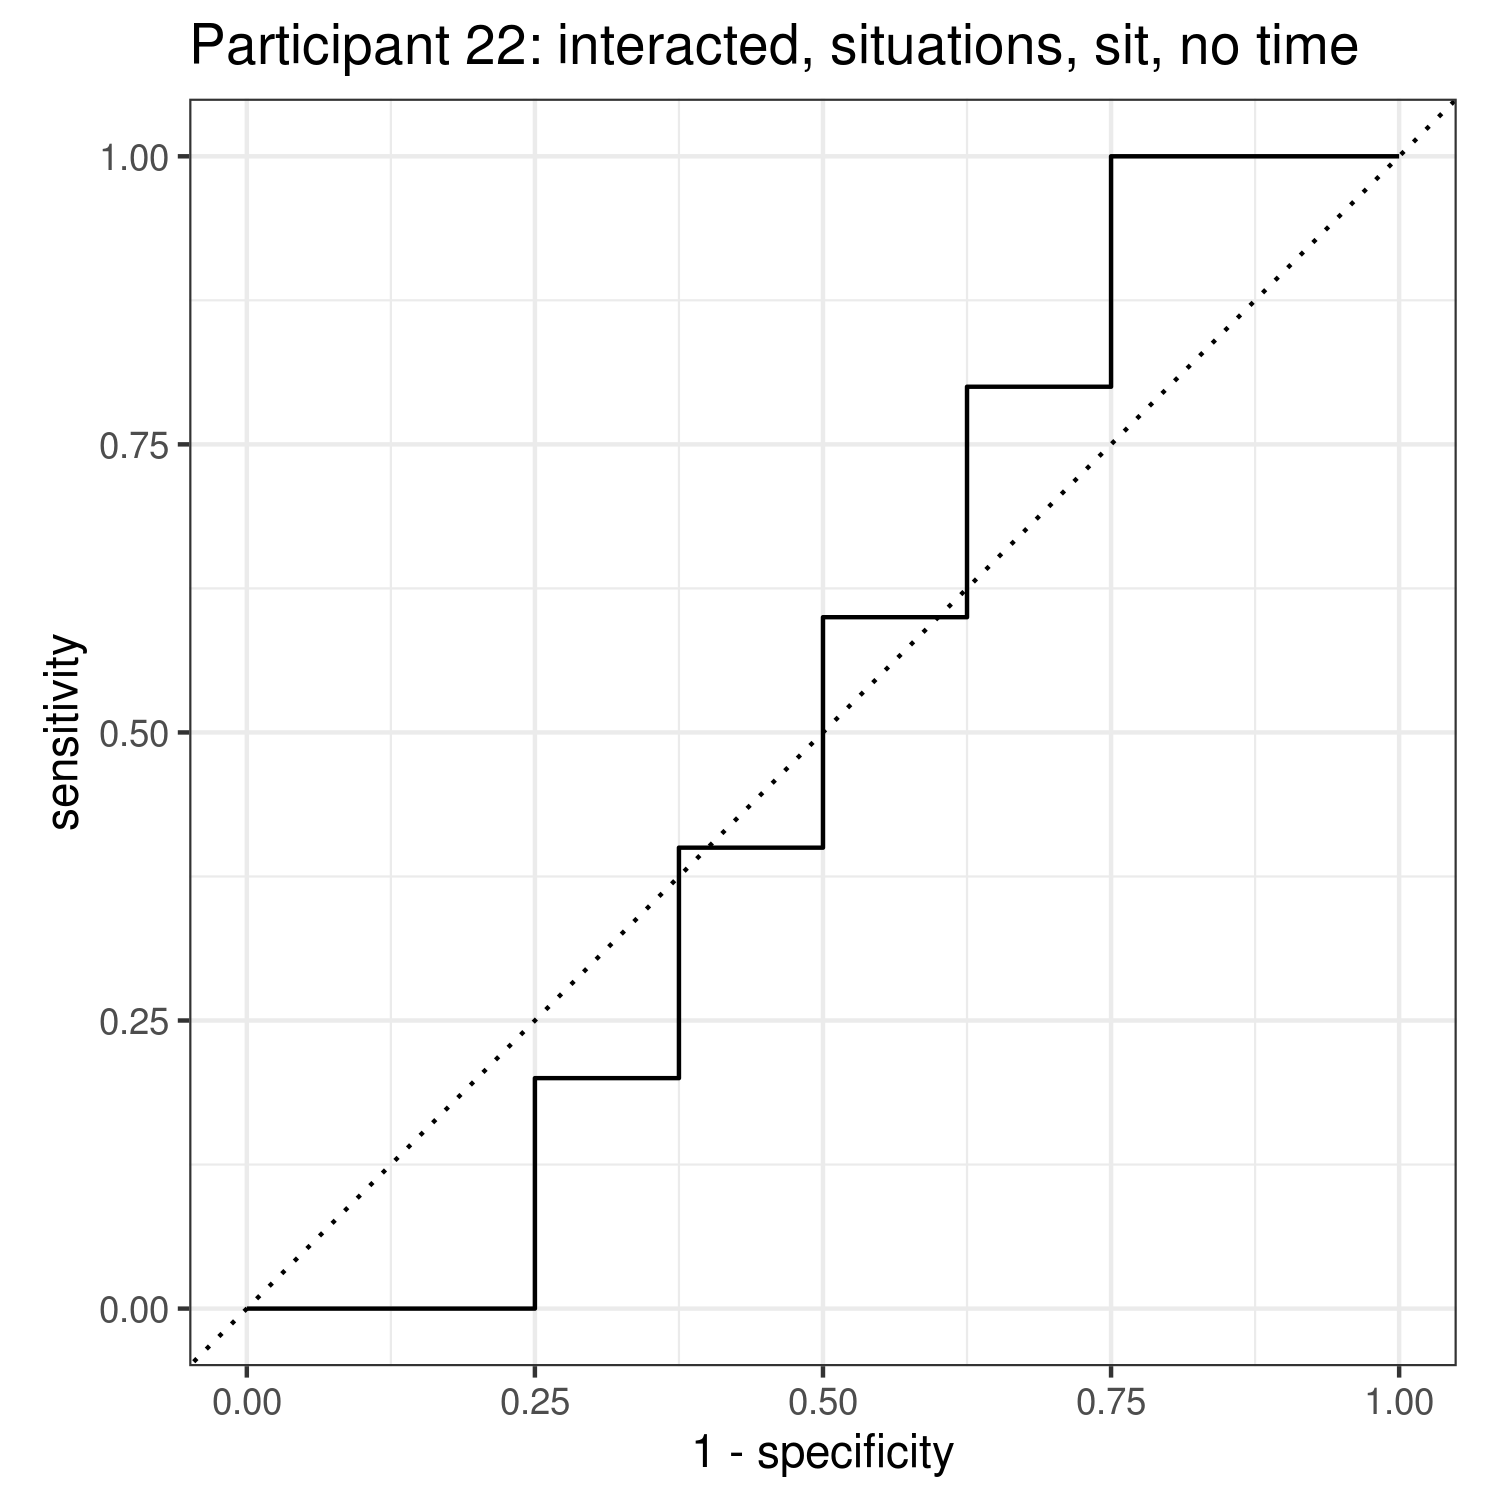 Participant 22: interacted, situations, sit, no time
1.00
0.75
0.50
0.25
0.00
sensitivity
0.00 0.25 0.50 0.75 1.00
1 - specificity